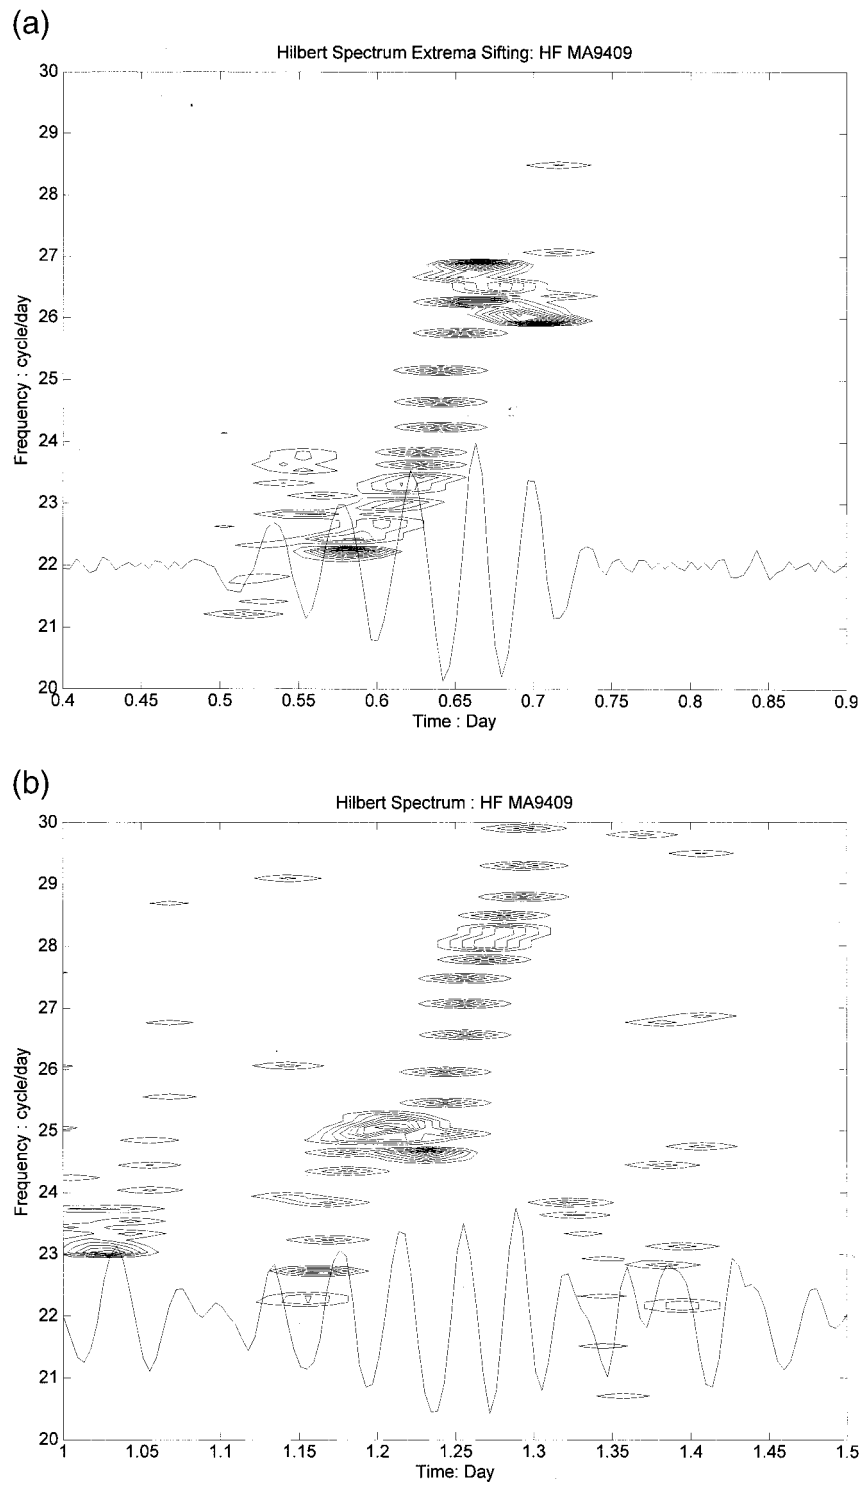 (a)
Hilbert Spectrum Extrema Sifting: HF MA9409
30
29
28
27
26
25
24
23
22
21
20
Frequency : cycle/day
0.4 0.45 0.5 0.55 0.6 0.65 0.7 0.75 0.8 0.85 0.9
Time : Day
(b)
Hilbert Spectrum : HF MA9409
30
29
28
27
26
25
24
23
22
21
20
Frequency : cycle/day
1 1.05 1.1 1.15 1.2 1.25 1.3 1.35 1.4 1.45 1.5
Time: Day